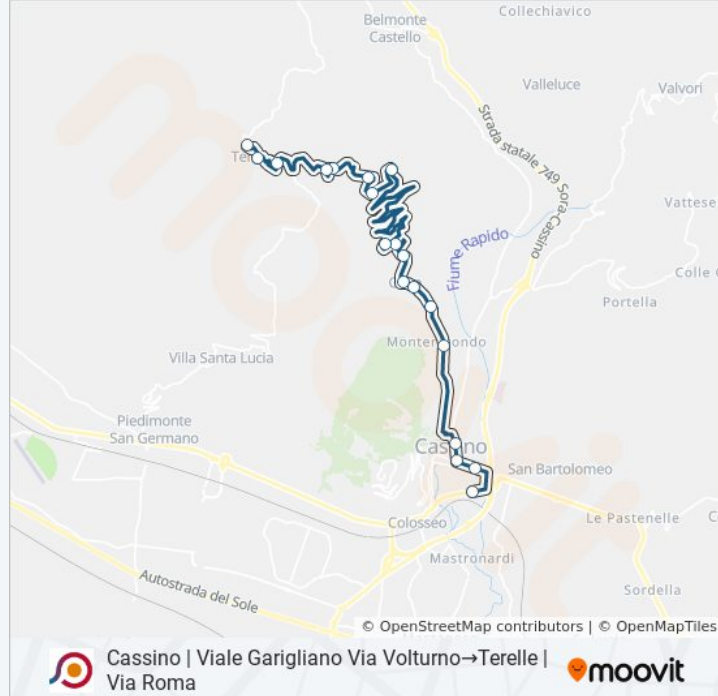 Collechiavico
Belmonte
Castello
Valleluce
Valvori
Strada statale 749 Sora-Cassino
Vattese
Fiume Rapido
Colle
Portella
Villa Santa Lucia
Piedimonte
San Germano
Cassino
San Bartolomeo
Colosseo
Le Pastenelle
Mastronardi
Autostrada del Sole
Sordella
© OpenStreetMap contributors | © OpenMapTiles
Cassino | Viale Garigliano Via Volturno→Terelle |
Via Roma
moovit